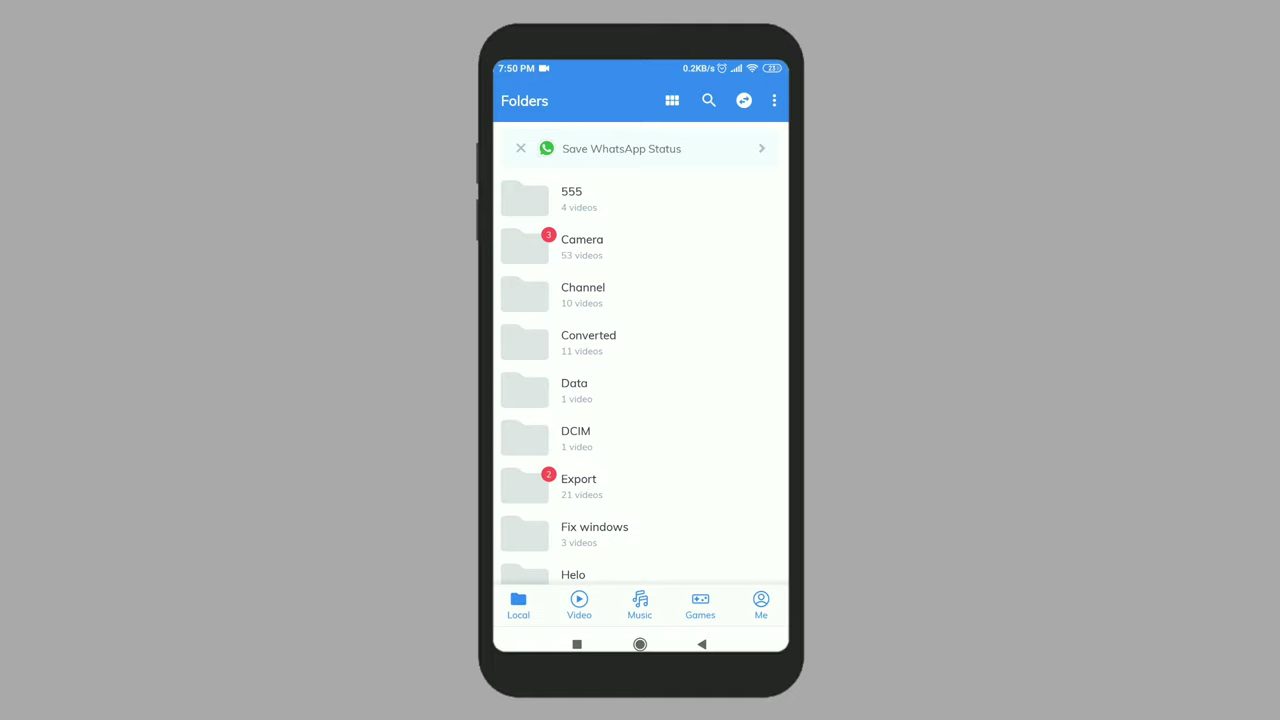 7:50 PM 0.2KB/s 23
Folders
Save WhatsApp Status
555
4 videos
3
Camera
53 videos
Channel
10 videos
Converted
11 videos
Data
1 video
DCIM
1 video
2
Export
21 videos
Fix windows
3 videos
Helo
Local Video Music Games Me